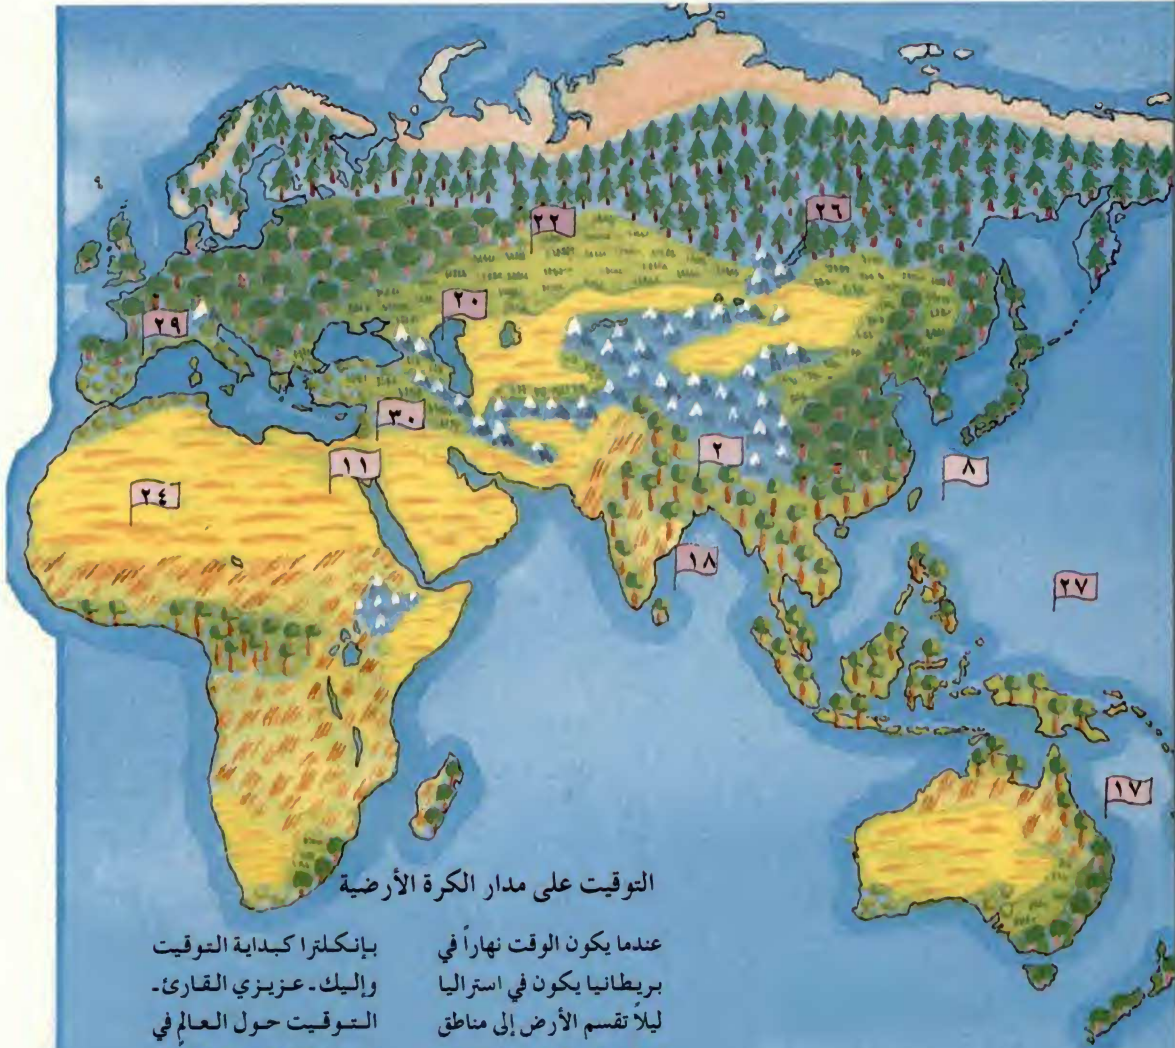 ٢٦
٢٢
٢٠
٢٩
٣٠
٢
١١
٨
٢٤
١٨
٢٧
١٧
التوقيت على مدار الكرة الأرضية
عندما يكون الوقت نهاراً في
بريطانيا يكون في استراليا
ليلاً تقسم الأرض إلى مناطق
بإنكلترا كبداية التوقيت
وإليك ـ عزيزي القارئ ـ
التوقيت حول العالم في